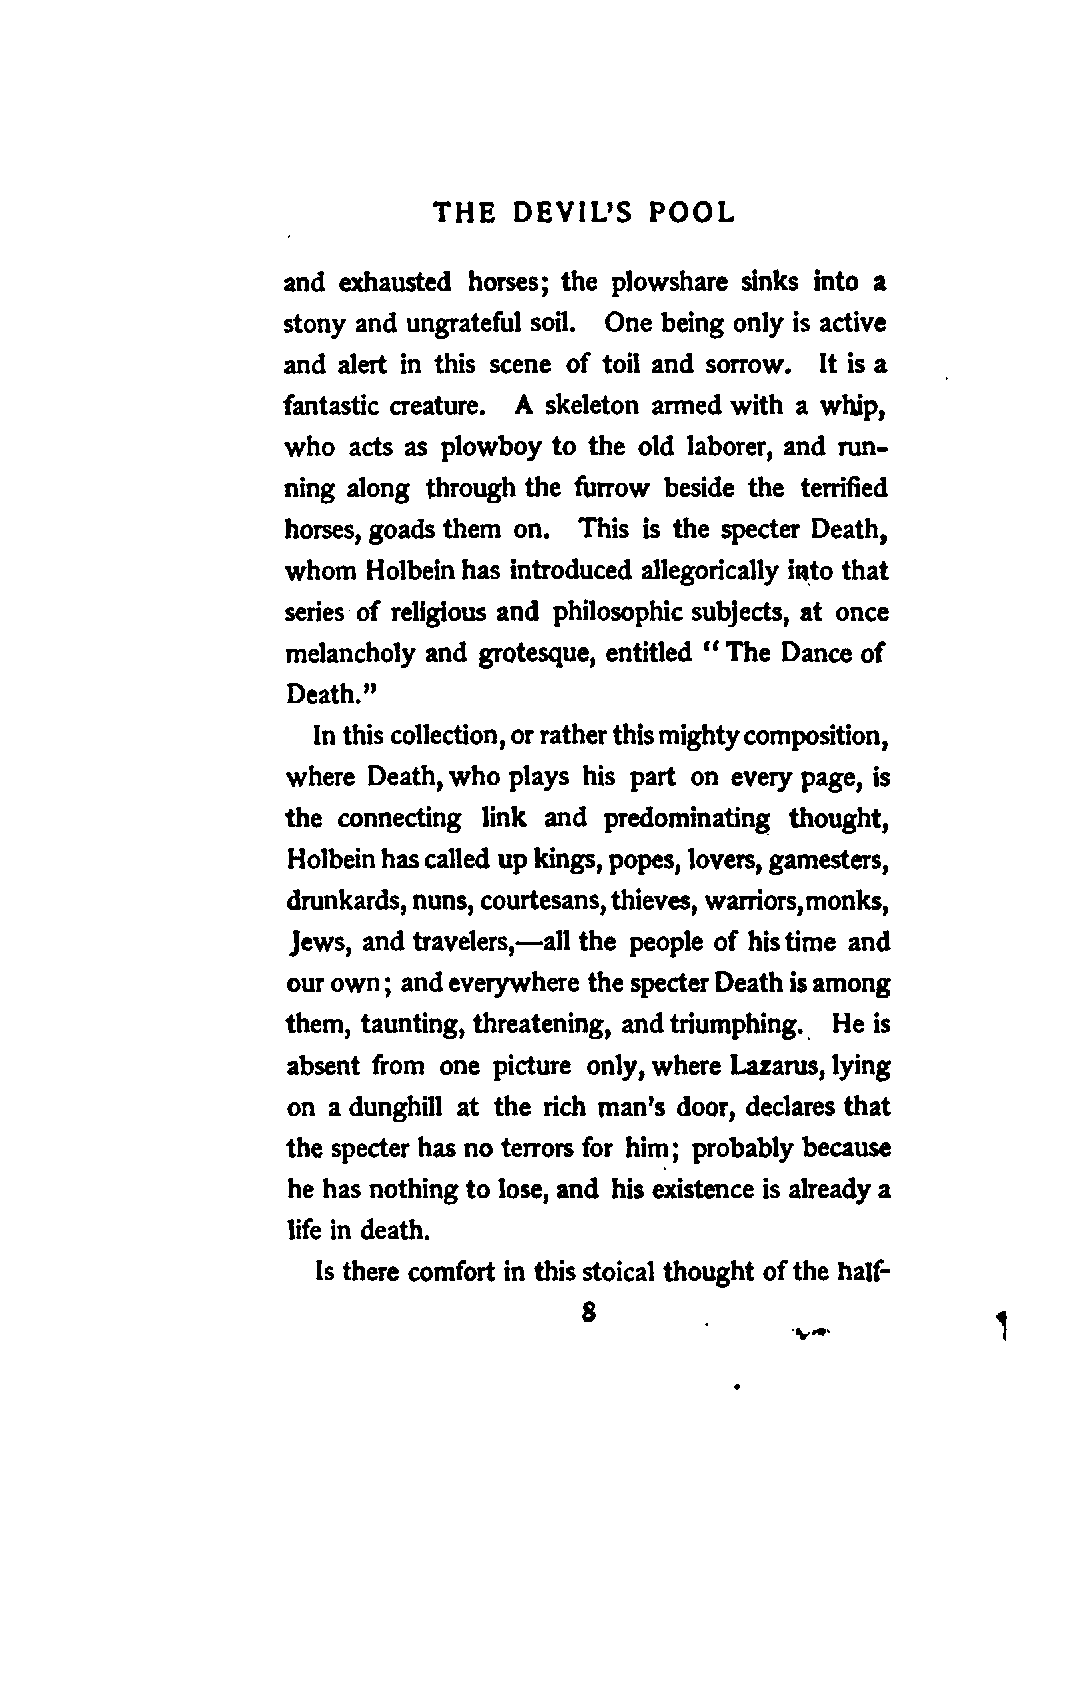 THE DEVIL'S POOL
and exhausted horses; the plowshare sinks into a
stony and ungrateful soil. One being only is active
and alert in this scene of toil and sorrow. It is a
fantastic creature. A skeleton armed with a whip,
who acts as plowboy to the old laborer, and run-
ning along through the furrow beside the terrified
horses, goads them on. This is the specter Death,
whom Holbein has introduced allegorically into that
series of religious and philosophic subjects, at once
melancholy and grotesque, entitled "The Dance of
Death."
In this collection, or rather this mighty composition,
where Death, who plays his part on every page, is
the connecting link and predominating thought,
Holbein has called up kings, popes, lovers, gamesters,
drunkards, nuns, courtesans, thieves, warriors, monks,
Jews, and travelers,—all the people of his time and
our own; and everywhere the specter Death is among
them, taunting, threatening, and triumphing. He is
absent from one picture only, where Lazarus, lying
on a dunghill at the rich man's door, declares that
the specter has no terrors for him; probably because
he has nothing to lose, and his existence is already a
life in death.
Is there comfort in this stoical thought of the half-
8